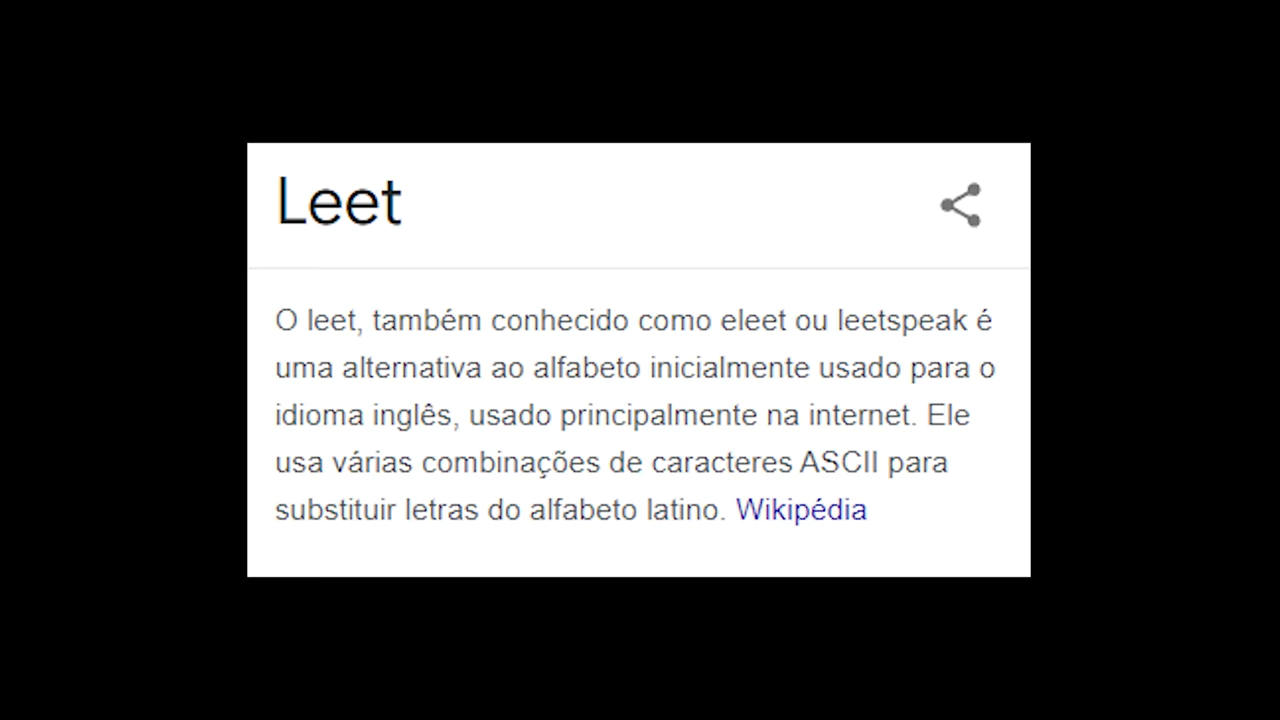 Leet
O leet, também conhecido como eleet ou leetspeak é
uma alternativa ao alfabeto inicialmente usado para o
idioma inglês, usado principalmente na internet. Ele
usa várias combinações de caracteres ASCII para
substituir letras do alfabeto latino. Wikipédia